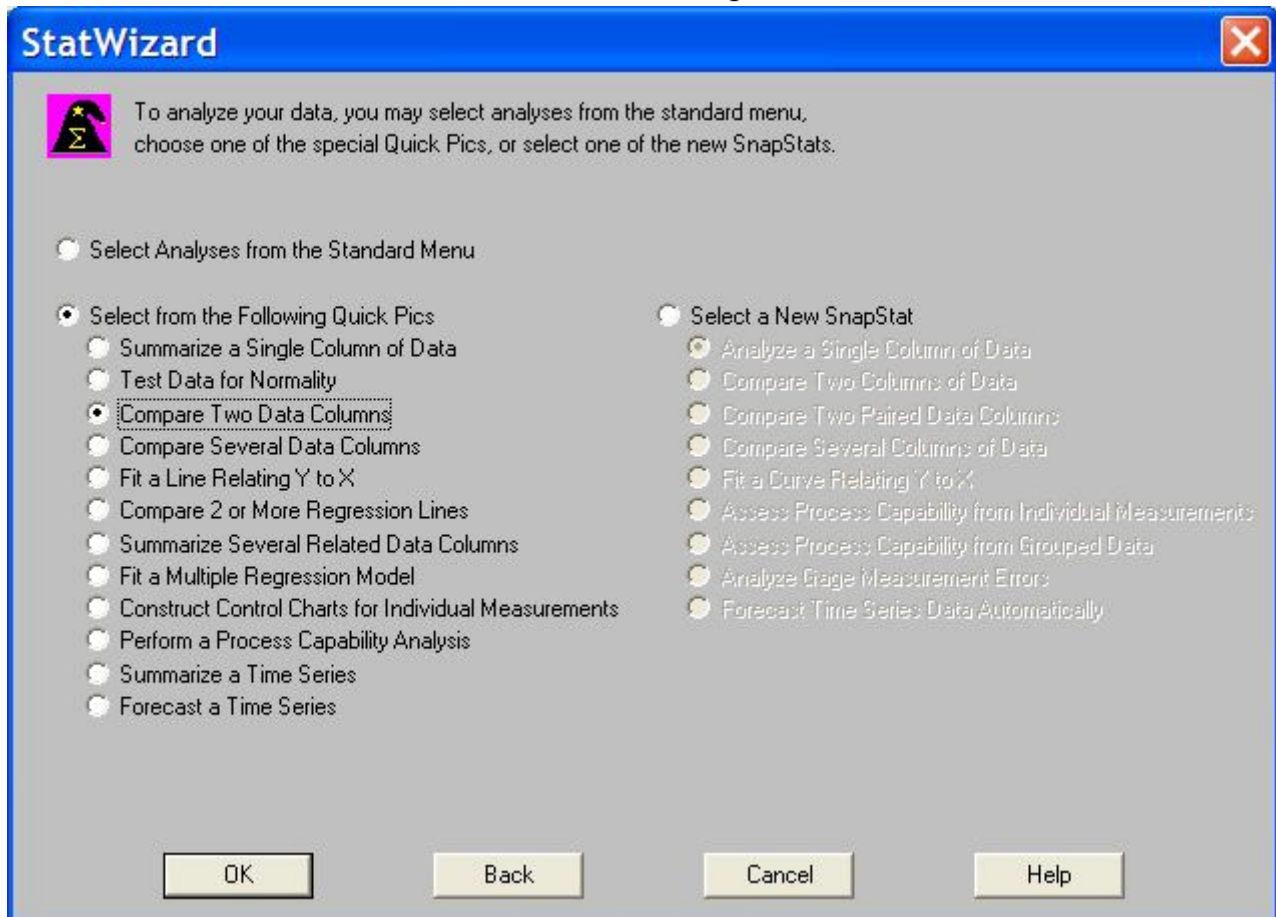 StatWizard
To analyze your data, you may select analyses from the standard menu,
choose one of the special Quick Pics, or select one of the new SnapStats.
Select Analyses from the Standard Menu
Select from the Following Quick Pics
Summarize a Single Column of Data
Test Data for Normality
Compare Two Data Columns
Compare Several Data Columns
Fit a Line Relating Y to X
Compare 2 or More Regression Lines
Summarize Several Related Data Columns
Fit a Multiple Regression Model
Construct Control Charts for Individual Measurements
Perform a Process Capability Analysis
Summarize a Time Series
Forecast a Time Series
Select a New SnapStat
Analyze a Single Column of Data
Compare Two Columns of Data
Compare Two Paired Data Columns
Compare Several Columns of Data
Fit a Curve Relating Y to X
Assess Process Capability from Individual Measurements
Assess Process Capability from Grouped Data
Analyze Gage Measurement Errors
Forecast Time Series Data Automatically
OK
Back
Cancel
Help